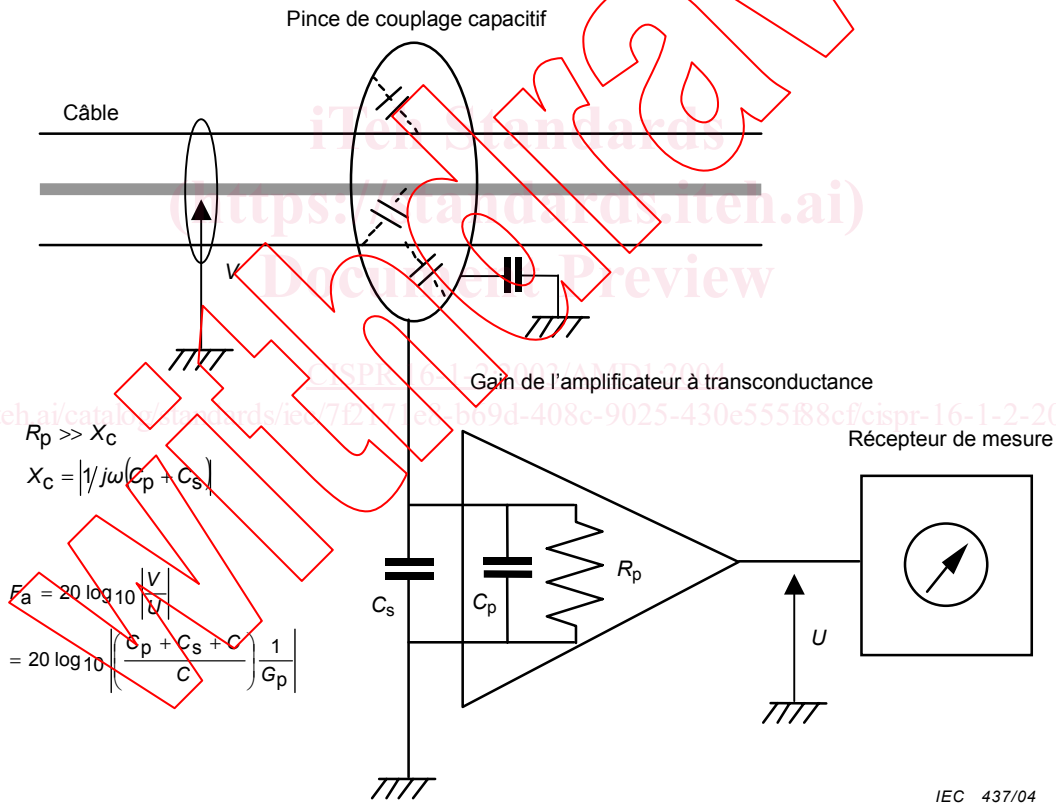 Pince de couplage capacitif
Câble
iTeh Standards
(https://standards.iteh.ai)
Document Preview
V
CISPR 16-1-2:2003/AMD1:2004
Gain de l’amplificateur à transconductance
Récepteur de mesure
Rp >> Xc
Xc = |1/jω(Cp + Cs)|
Fa = 20 log10 |V/U|
= 20 log10 |((Cp + Cs + C)/C) 1/Gp|
Cs
Cp
Rp
U
IEC 437/04